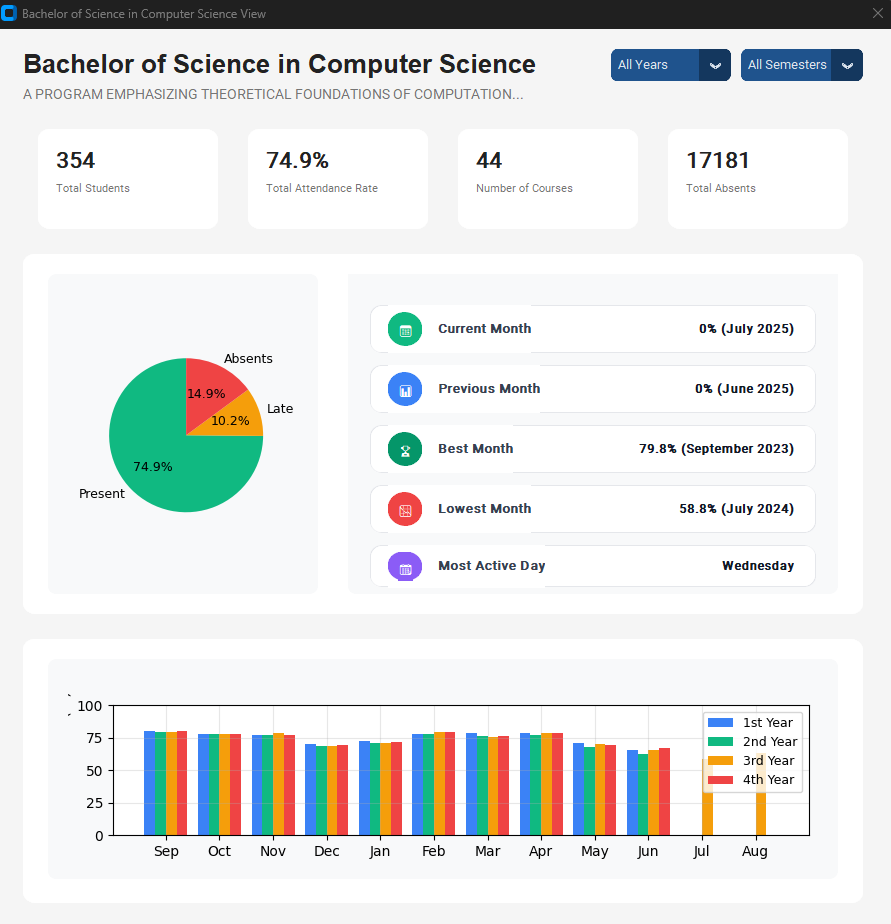 Bachelor of Science in Computer Science View
Bachelor of Science in Computer Science
All Years
All Semesters
A PROGRAM EMPHASIZING THEORETICAL FOUNDATIONS OF COMPUTATION...
354
Total Students
74.9%
Total Attendance Rate
44
Number of Courses
17181
Total Absents
Absents
14.9%
Late
10.2%
74.9%
Present
Current Month
0% (July 2025)
Previous Month
0% (June 2025)
Best Month
79.8% (September 2023)
Lowest Month
58.8% (July 2024)
Most Active Day
Wednesday
100
75
50
25
0
1st Year
2nd Year
3rd Year
4th Year
Sep Oct Nov Dec Jan Feb Mar Apr May Jun Jul Aug